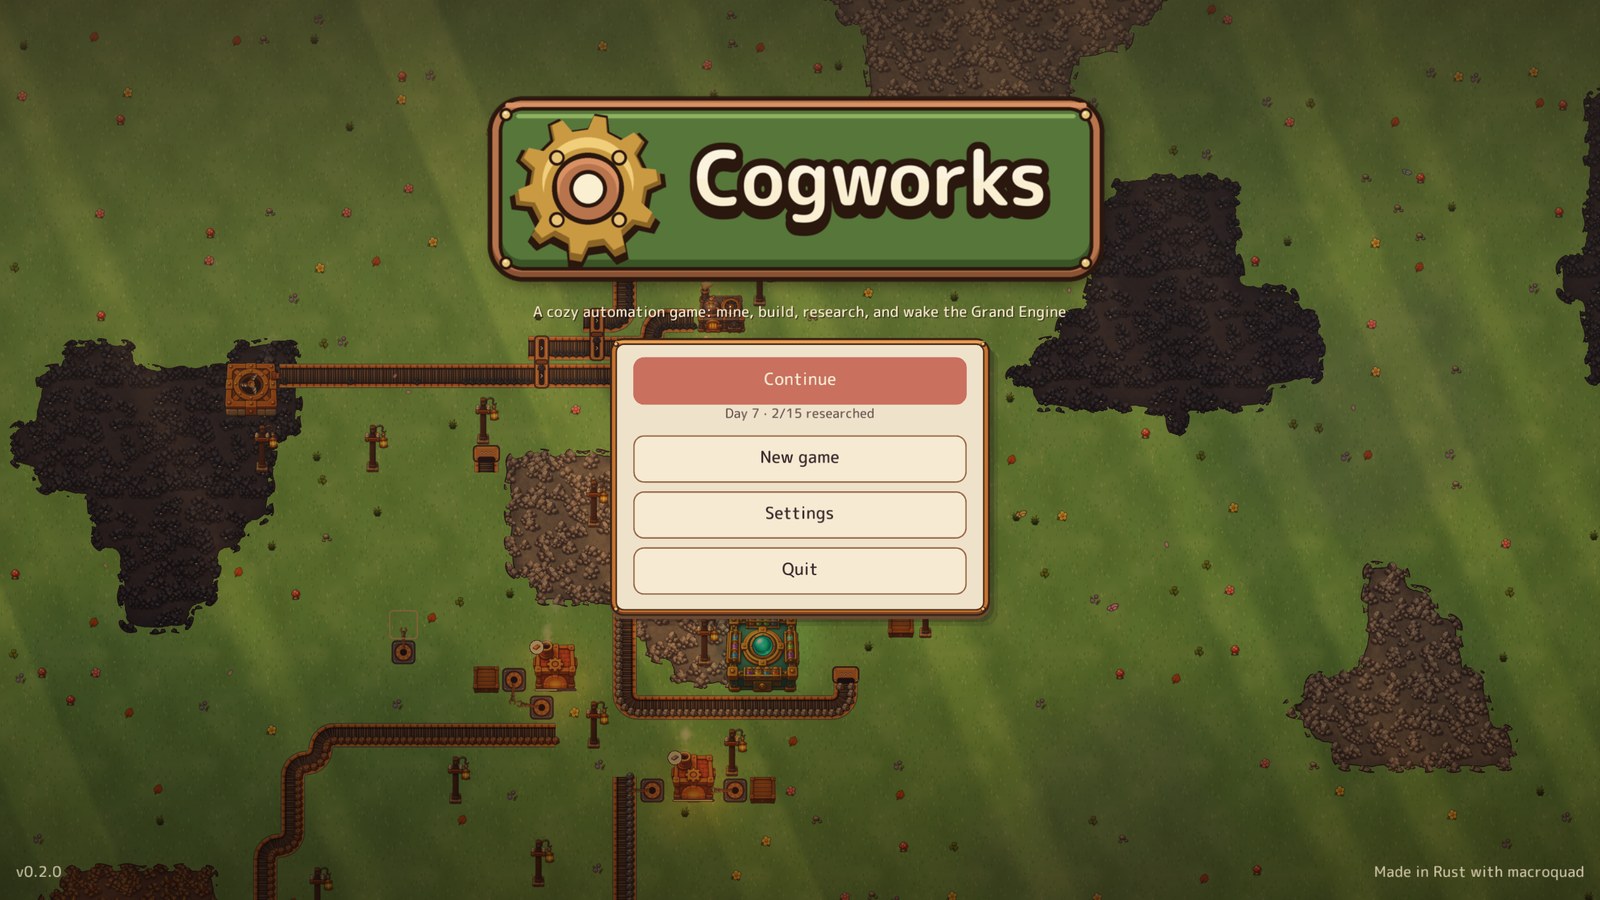 Cogworks
A cozy automation game: mine, build, research, and wake the Grand Engine
Continue
Day 7 · 2/15 researched
New game
Settings
Quit
v0.2.0
Made in Rust with macroquad